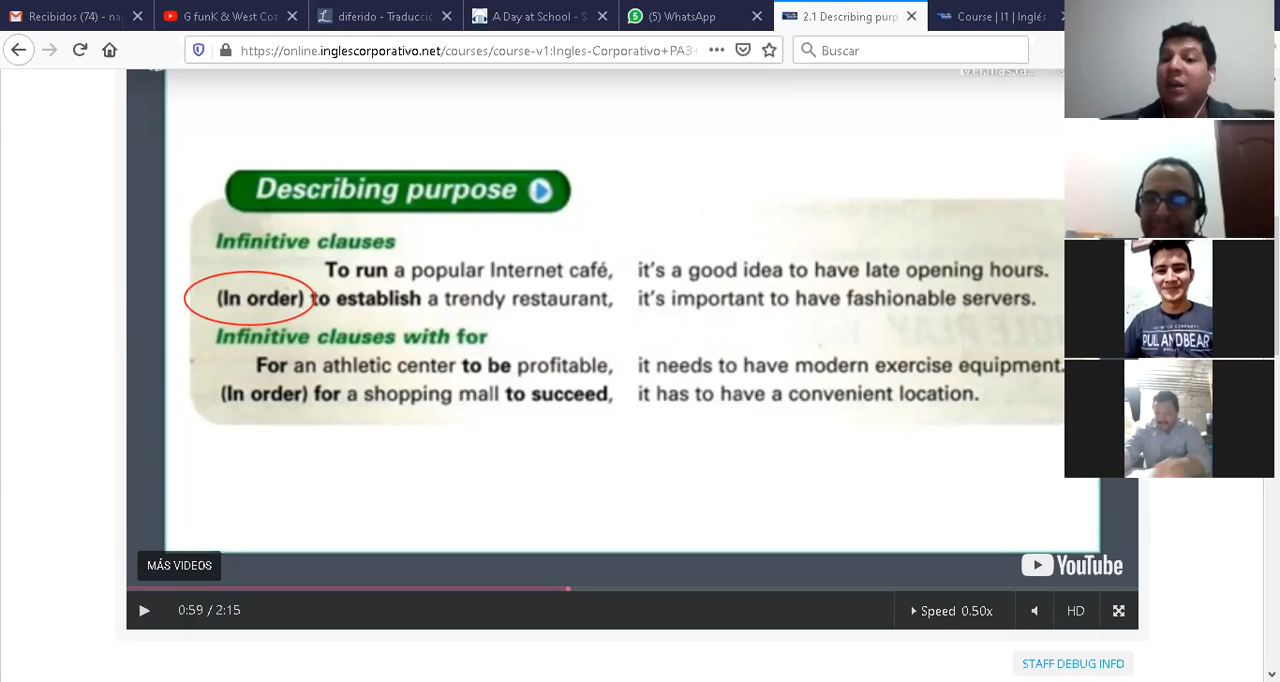 Recibidos (74) - na
G funK & West Coa
diferido - Traducci
A Day at School - S
(5) WhatsApp
2.1 Describing purp
Course | I1 | Inglés
https://online.inglescorporativo.net/courses/course-v1:Ingles-Corporativo+PA3
Buscar
Describing purpose
Infinitive clauses
To run a popular Internet café, it's a good idea to have late opening hours.
(In order) to establish a trendy restaurant, it's important to have fashionable servers.
Infinitive clauses with for
For an athletic center to be profitable, it needs to have modern exercise equipment.
(In order) for a shopping mall to succeed, it has to have a convenient location.
PULL AND BEAR
MÁS VIDEOS
YouTube
0:59 / 2:15
Speed 0.50x
HD
STAFF DEBUG INFO